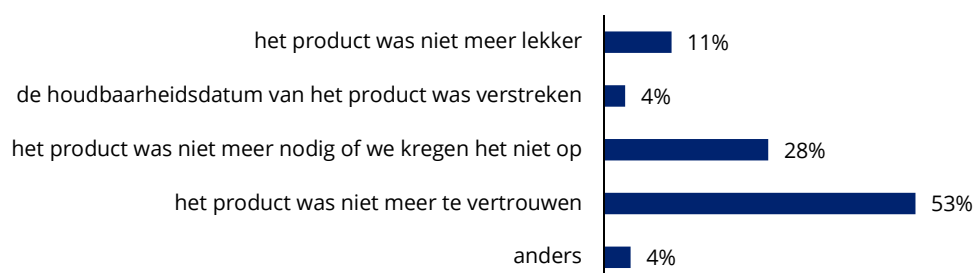 het product was niet meer lekker 11%
de houdbaarheidsdatum van het product was verstreken 4%
het product was niet meer nodig of we kregen het niet op 28%
het product was niet meer te vertrouwen 53%
anders 4%